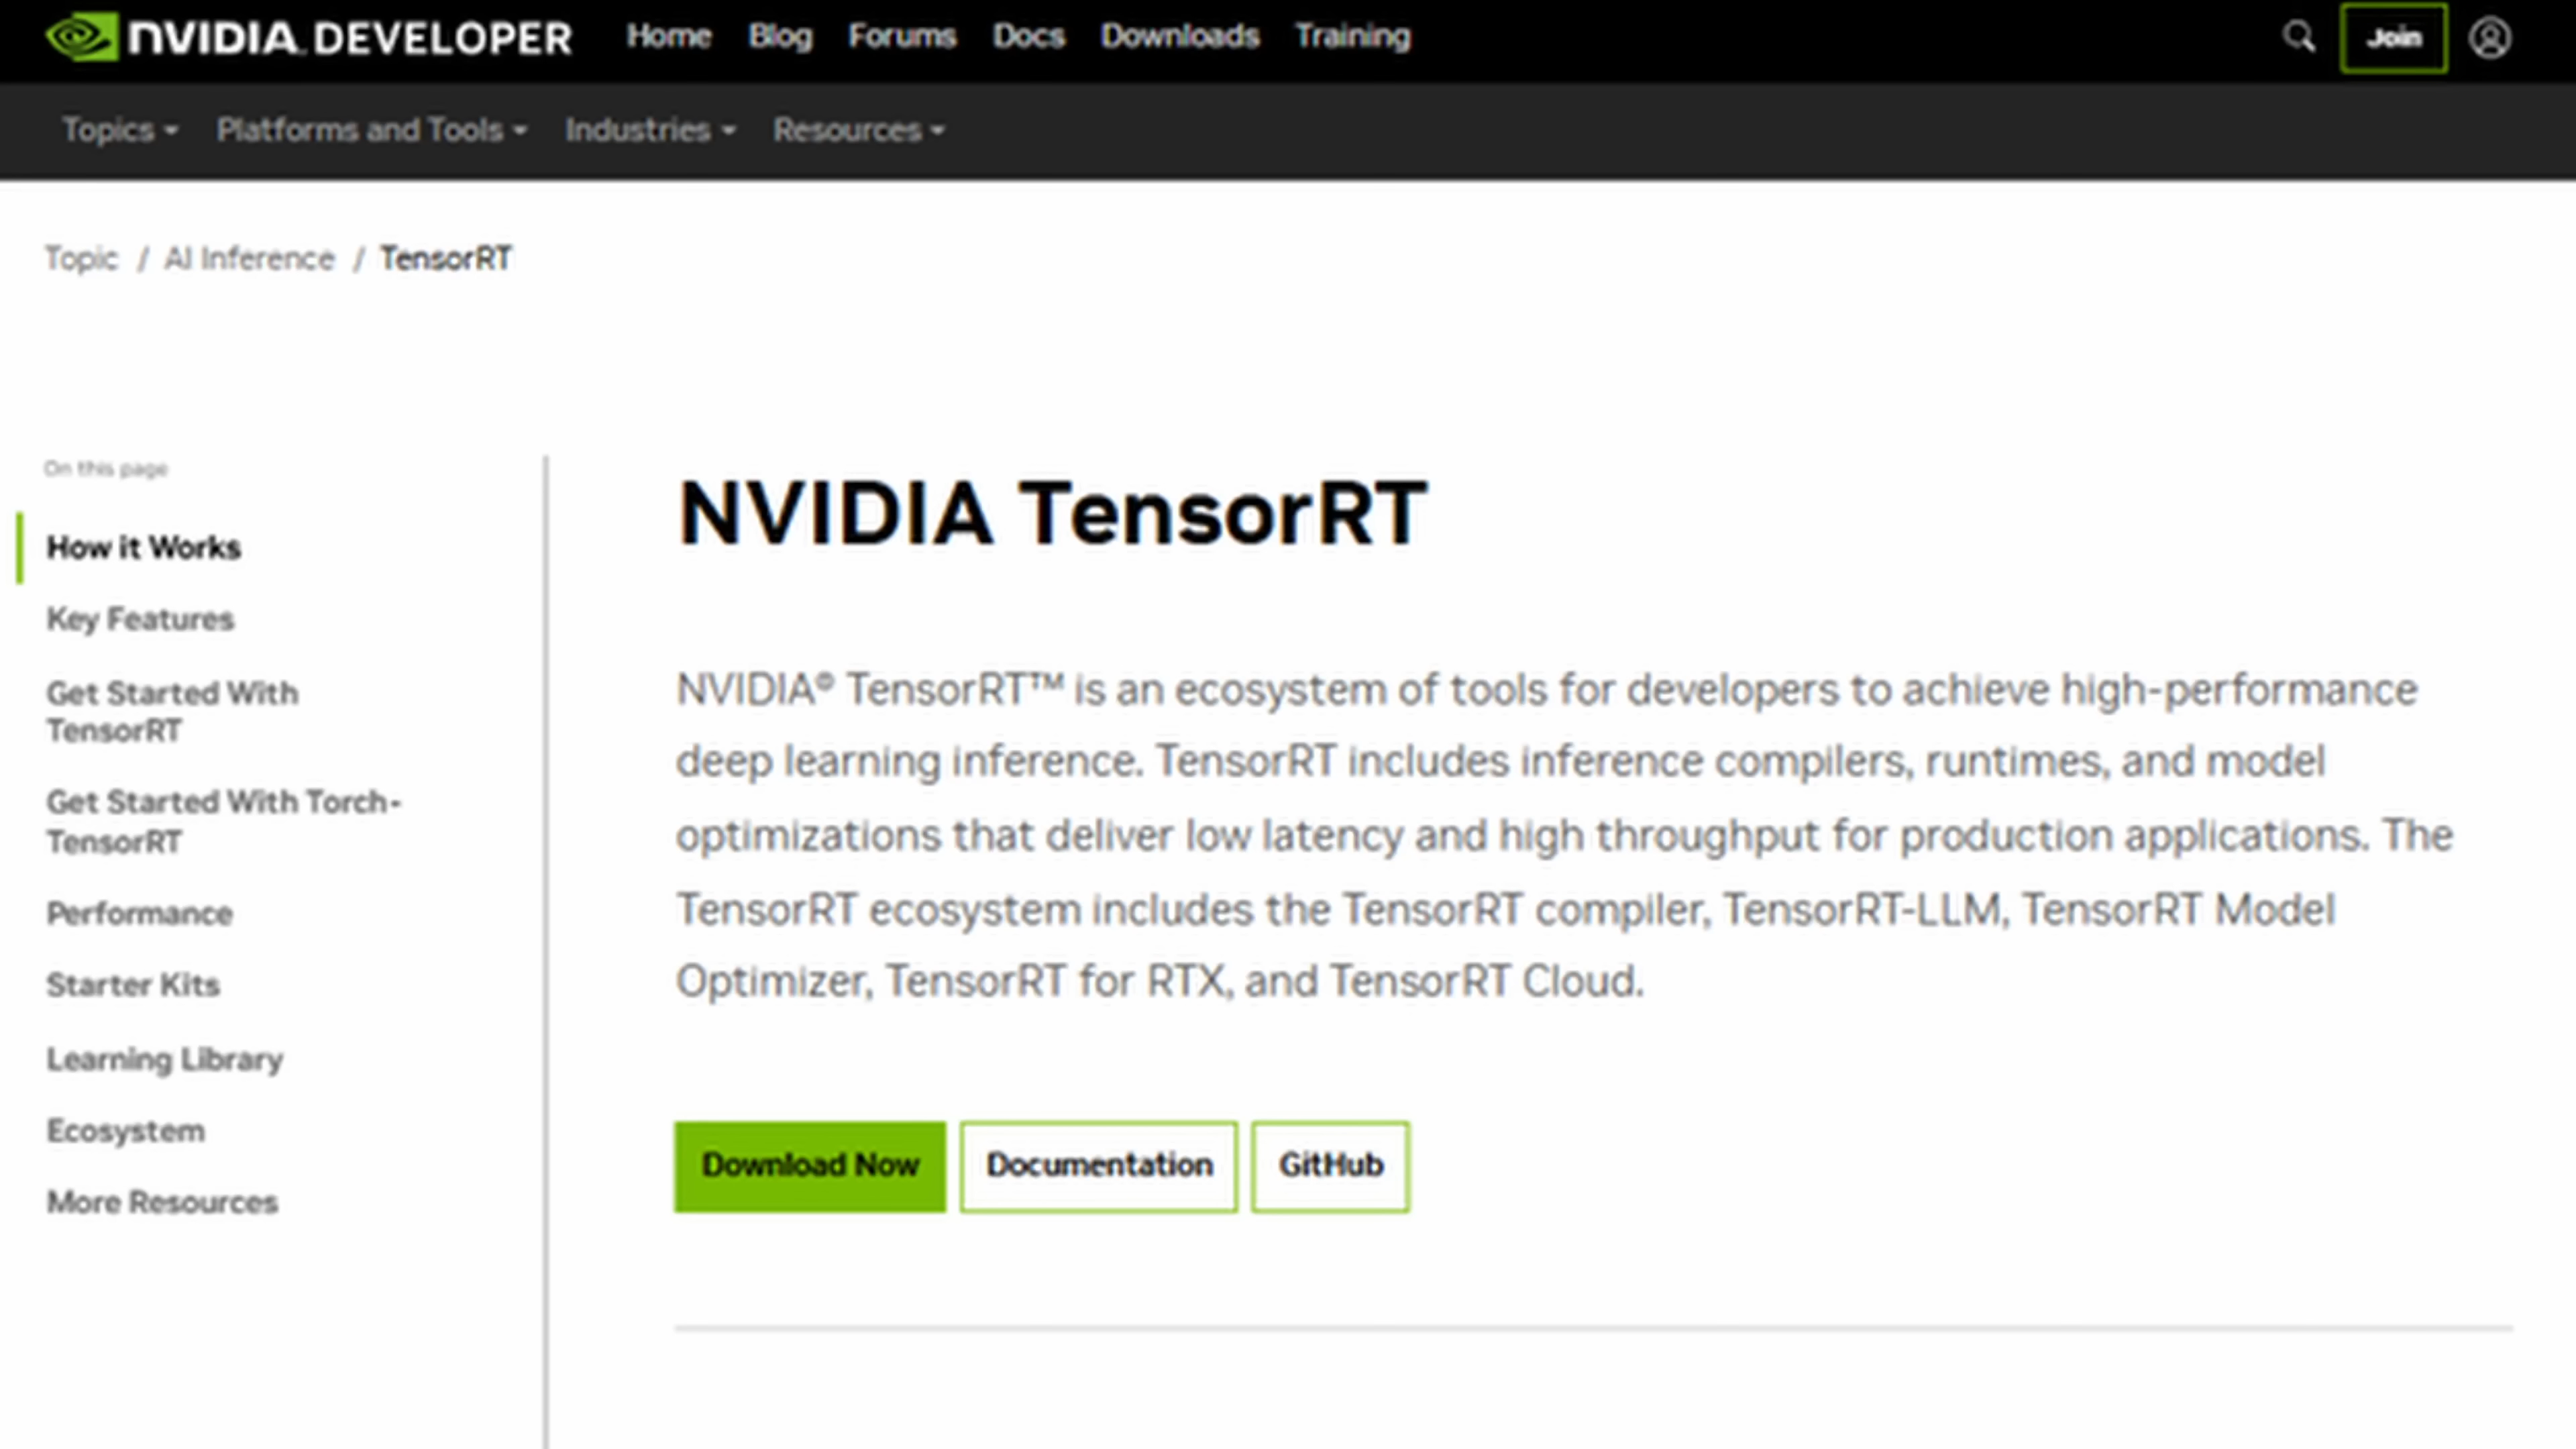 NVIDIA. DEVELOPER Home Blog Forums Docs Downloads Training Join
Topics Platforms and Tools Industries Resources
Topic / AI Inference / TensorRT
On this page
How it Works
Key Features
Get Started With
TensorRT
Get Started With Torch-
TensorRT
Performance
Starter Kits
Learning Library
Ecosystem
More Resources
NVIDIA TensorRT
NVIDIA® TensorRT™ is an ecosystem of tools for developers to achieve high-performance
deep learning inference. TensorRT includes inference compilers, runtimes, and model
optimizations that deliver low latency and high throughput for production applications. The
TensorRT ecosystem includes the TensorRT compiler, TensorRT-LLM, TensorRT Model
Optimizer, TensorRT for RTX, and TensorRT Cloud.
Download Now Documentation GitHub